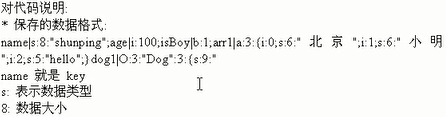 对代码说明:
* 保存的数据格式:
name|s:8:"shunping";age|i:100;isBoy|b:1;arr1|a:3:{i:0;s:6:" 北 京 ";i:1;s:6:" 小 明
";i:2;s:5:"hello";}dog1|O:3:"Dog":3:{s:9:"
name 就是 key
s: 表示数据类型
8: 数据大小